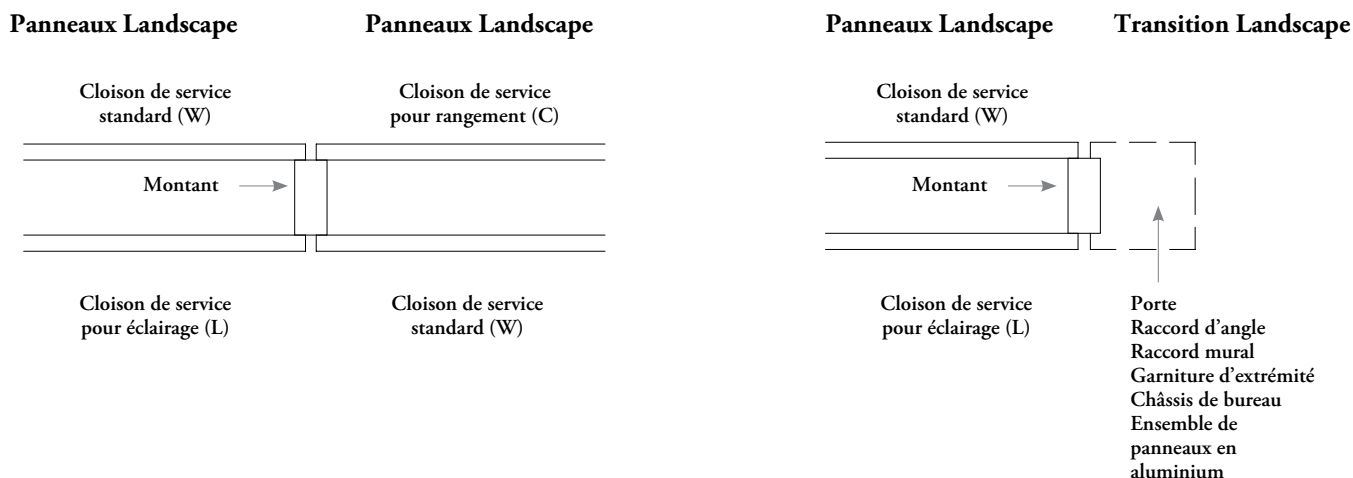 Panneaux Landscape
Panneaux Landscape
Cloison de service
standard (W)
Cloison de service
pour rangement (C)
Montant
Cloison de service
pour éclairage (L)
Cloison de service
standard (W)
Panneaux Landscape
Transition Landscape
Cloison de service
standard (W)
Montant
Cloison de service
pour éclairage (L)
Porte
Raccord d’angle
Raccord mural
Garniture d’extrémité
Châssis de bureau
Ensemble de
panneaux en
aluminium